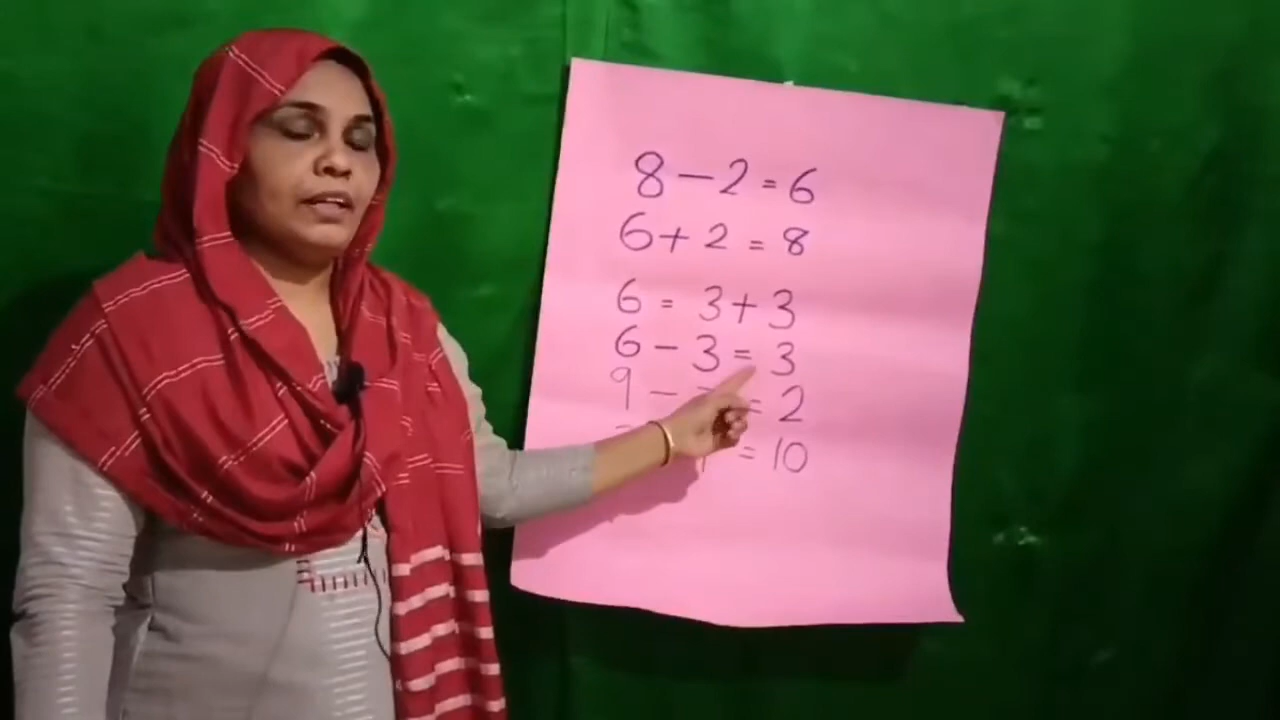 8 - 2 = 6
6 + 2 = 8
6 = 3 + 3
6 - 3 = 3
9 - = 2
= 10